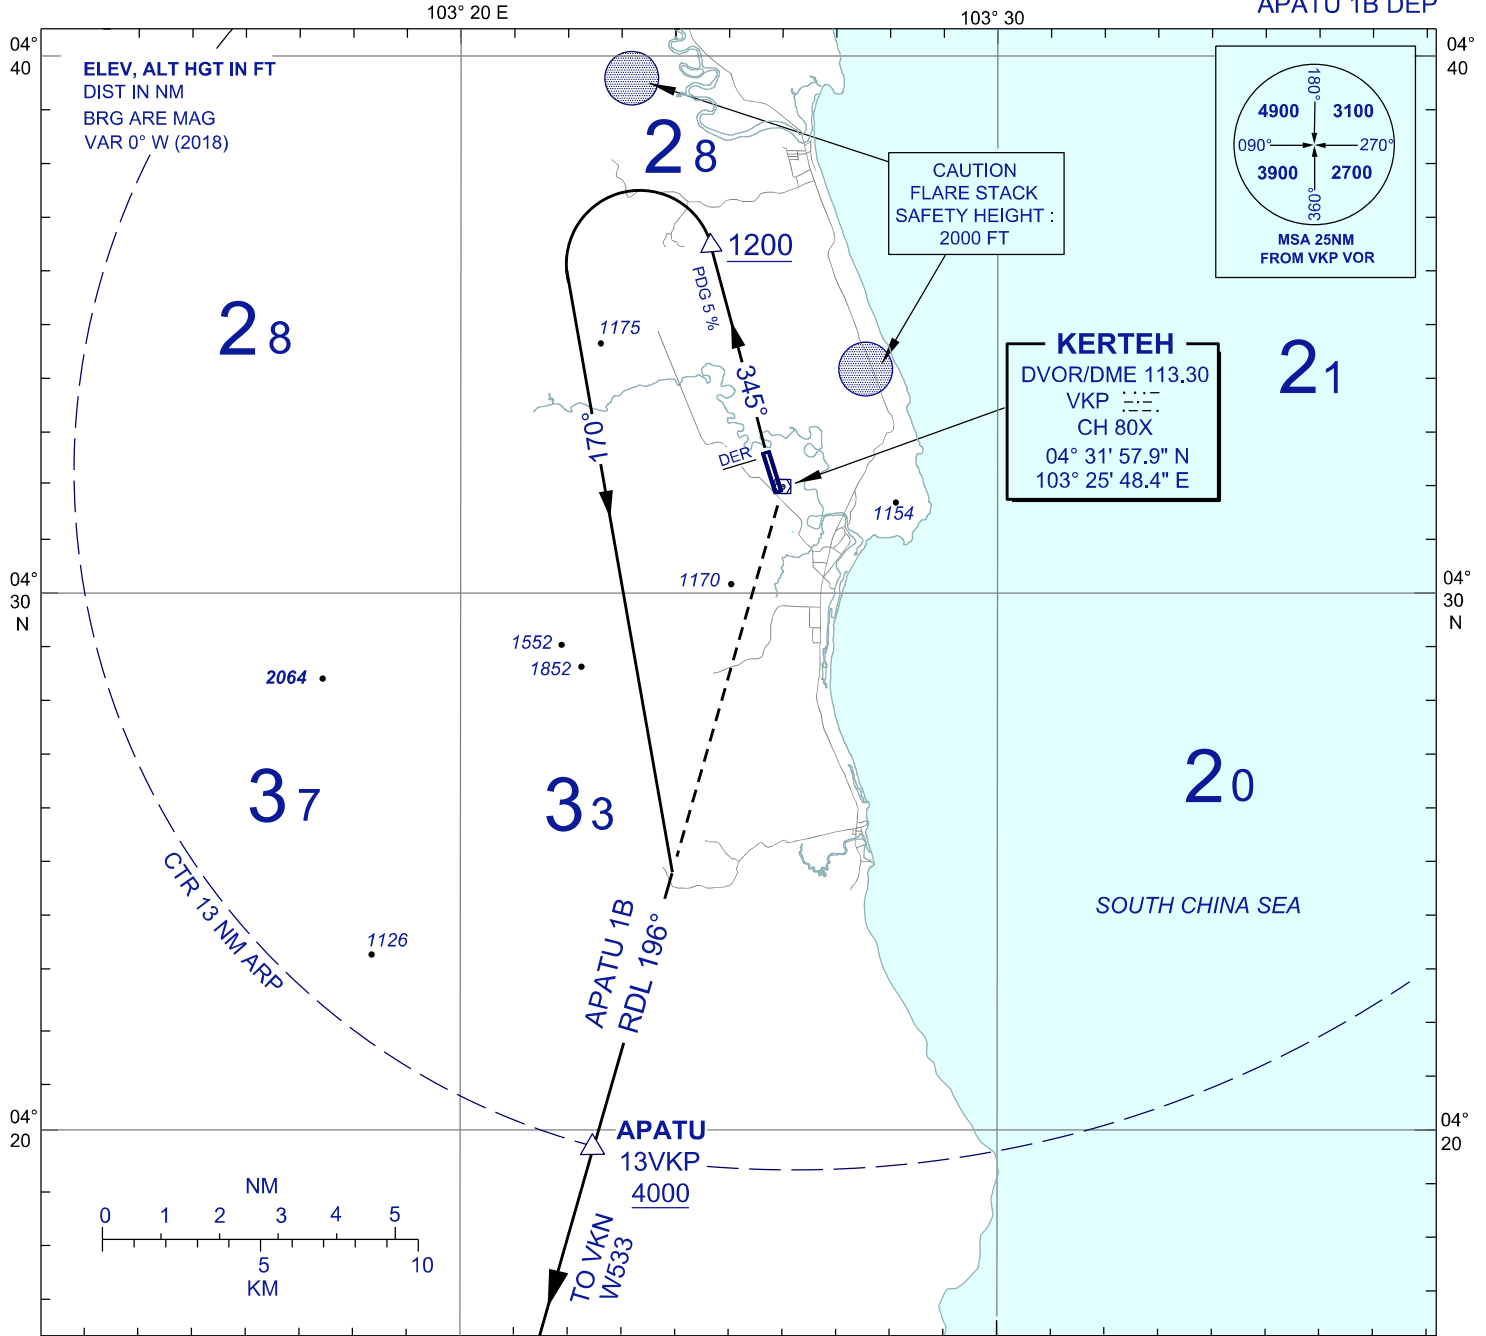 APATU 1B DEP
103° 20 E
103° 30
04°
40
04°
40
ELEV, ALT HGT IN FT
DIST IN NM
BRG ARE MAG
VAR 0° W (2018)
28
CAUTION
FLARE STACK
SAFETY HEIGHT :
2000 FT
180°
4900 3100
090° 270°
3900 2700
360°
MSA 25NM
FROM VKP VOR
1200
PDG 5 %
28
1175
345°
170°
DER
KERTEH
DVOR/DME 113.30
VKP
CH 80X
04° 31' 57.9" N
103° 25' 48.4" E
21
1154
1170
04°
30
N
04°
30
N
1552
1852
2064
37
33
20
CTR 13 NM ARP
1126
SOUTH CHINA SEA
APATU 1B
RDL 196°
04°
20
04°
20
APATU
13VKP
4000
TO VKN
W533
NM
0 1 2 3 4 5
5 10
KM